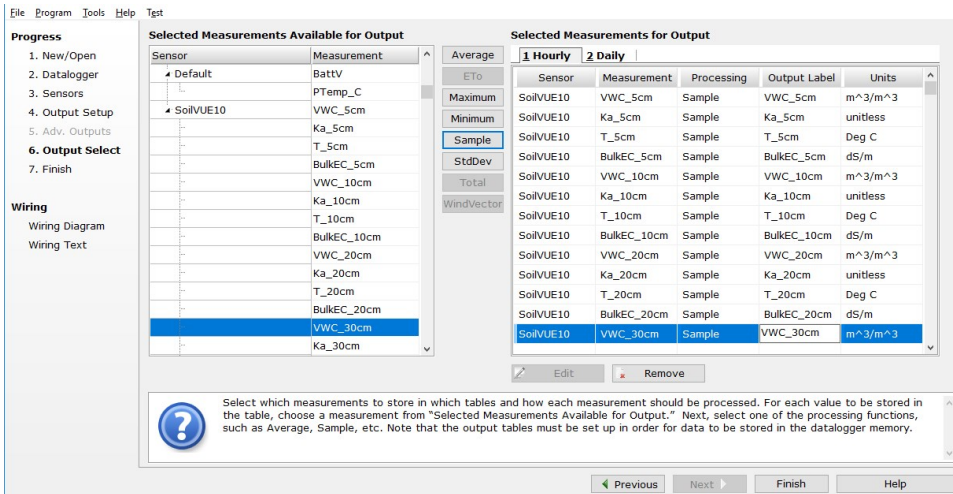 File Program Tools Help Test
Progress
1. New/Open
2. Datalogger
3. Sensors
4. Output Setup
5. Adv. Outputs
6. Output Select
7. Finish
Wiring
Wiring Diagram
Wiring Text
Selected Measurements Available for Output
Sensor Measurement
Default BattV
PTemp_C
SoilVUE10 VWC_5cm
Ka_5cm
T_5cm
BulkEC_5cm
VWC_10cm
Ka_10cm
T_10cm
BulkEC_10cm
VWC_20cm
Ka_20cm
T_20cm
BulkEC_20cm
VWC_30cm
Ka_30cm
Average
ETo
Maximum
Minimum
Sample
StdDev
Total
WindVector
Selected Measurements for Output
1 Hourly 2 Daily
Sensor Measurement Processing Output Label Units
SoilVUE10 VWC_5cm Sample VWC_5cm m^3/m^3
SoilVUE10 Ka_5cm Sample Ka_5cm unitless
SoilVUE10 T_5cm Sample T_5cm Deg C
SoilVUE10 BulkEC_5cm Sample BulkEC_5cm dS/m
SoilVUE10 VWC_10cm Sample VWC_10cm m^3/m^3
SoilVUE10 Ka_10cm Sample Ka_10cm unitless
SoilVUE10 T_10cm Sample T_10cm Deg C
SoilVUE10 BulkEC_10cm Sample BulkEC_10cm dS/m
SoilVUE10 VWC_20cm Sample VWC_20cm m^3/m^3
SoilVUE10 Ka_20cm Sample Ka_20cm unitless
SoilVUE10 T_20cm Sample T_20cm Deg C
SoilVUE10 BulkEC_20cm Sample BulkEC_20cm dS/m
SoilVUE10 VWC_30cm Sample VWC_30cm m^3/m^3
Edit Remove
Select which measurements to store in which tables and how each measurement should be processed. For each value to be stored in
the table, choose a measurement from “Selected Measurements Available for Output.” Next, select one of the processing functions,
such as Average, Sample, etc. Note that the output tables must be set up in order for data to be stored in the datalogger memory.
Previous Next Finish Help